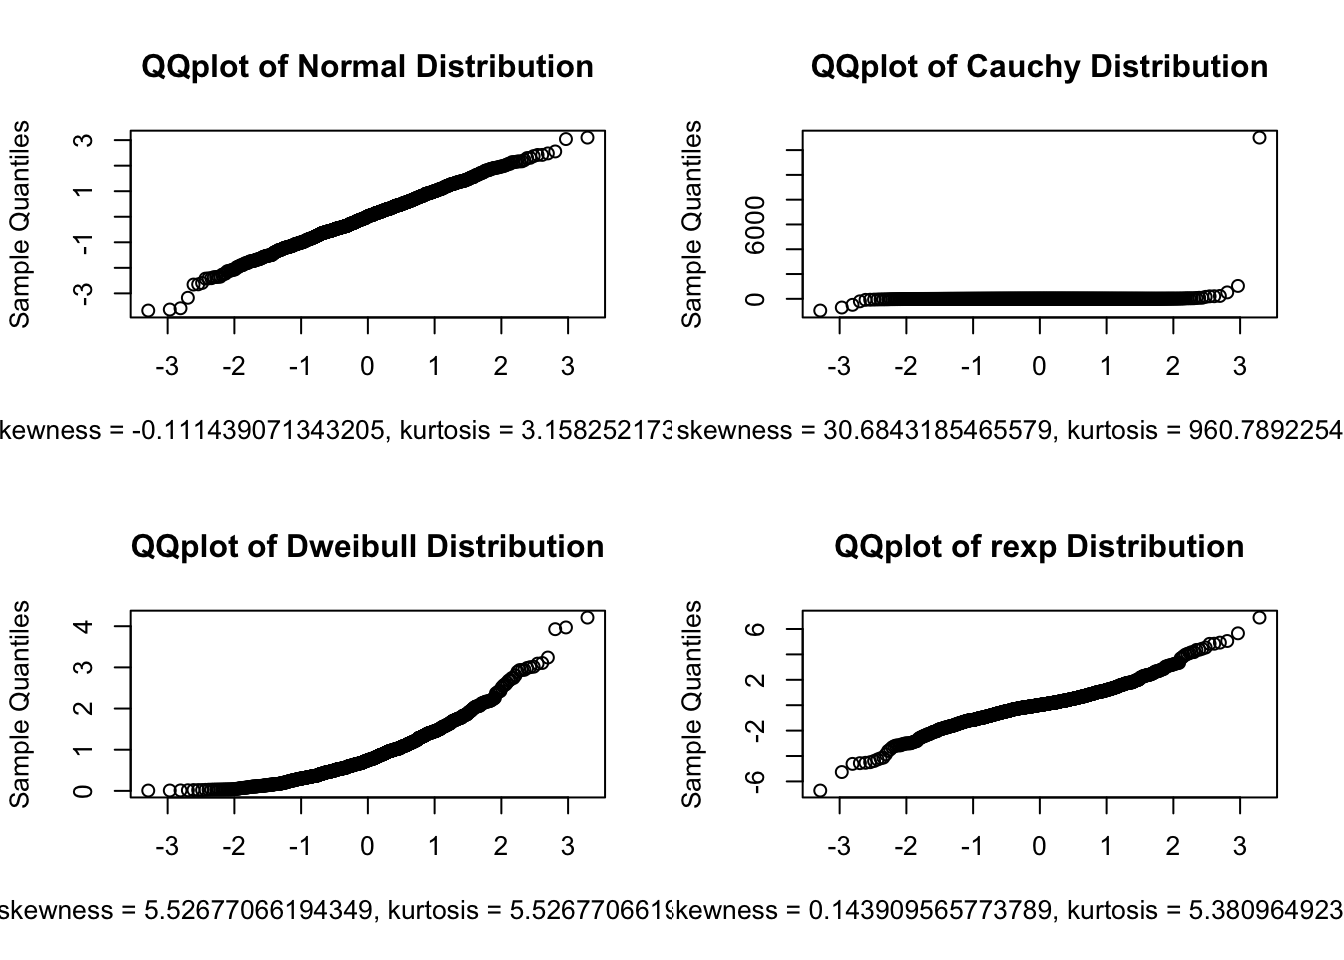 QQplot of Normal Distribution
Sample Quantiles
3
1
-1
-3
-3 -2 -1 0 1 2 3
kewness = -0.111439071343205, kurtosis = 3.158252173
QQplot of Cauchy Distribution
Sample Quantiles
6000
0
-3 -2 -1 0 1 2 3
skewness = 30.6843185465579, kurtosis = 960.7892254
QQplot of Dweibull Distribution
Sample Quantiles
4
3
2
1
0
-3 -2 -1 0 1 2 3
skewness = 5.52677066194349, kurtosis = 5.5267706619
QQplot of rexp Distribution
Sample Quantiles
6
2
-2
-6
-3 -2 -1 0 1 2 3
kewness = 0.143909565773789, kurtosis = 5.380964923